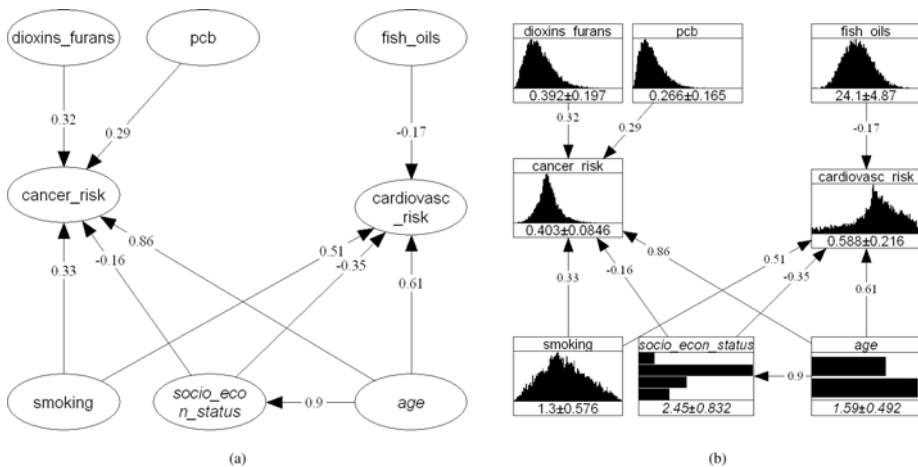 dioxins_furans
pcb
fish_oils
0.32
0.29
-0.17
cancer_risk
cardiovasc
_risk
0.33
-0.16
0.86
0.51
-0.35
0.61
smoking
socio_eco
n_status
0.9
age
(a)
dioxins_furans
0.392±0.197
pcb
0.266±0.165
fish_oils
24.1±4.87
0.32
0.29
-0.17
cancer_risk
0.403±0.0846
cardiovasc_risk
0.588±0.216
0.33
-0.16
0.86
0.51
-0.35
0.61
smoking
1.3±0.576
socio_econ_status
2.45±0.832
0.9
age
1.59±0.492
(b)